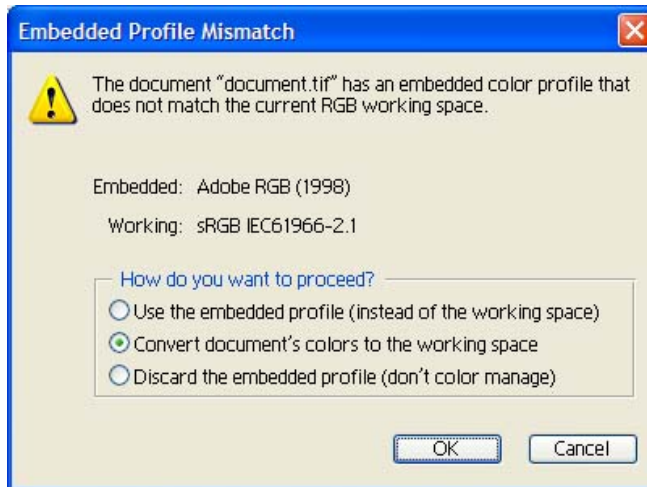 Embedded Profile Mismatch
The document “document.tif” has an embedded color profile that
does not match the current RGB working space.
Embedded: Adobe RGB (1998)
Working: sRGB IEC61966-2.1
How do you want to proceed?
Use the embedded profile (instead of the working space)
Convert document's colors to the working space
Discard the embedded profile (don't color manage)
OK Cancel